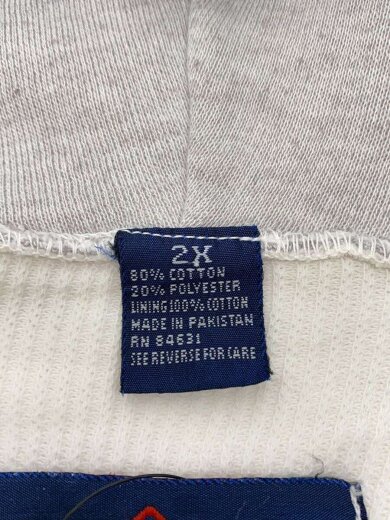 2X
80% COTTON
20% POLYESTER
LINING 100% COTTON
MADE IN PAKISTAN
RN 84631
SEE REVERSE FOR CARE